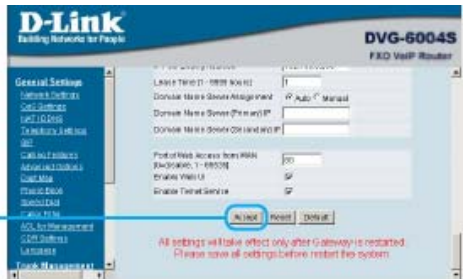 D-Link
Building Networks for People
DVG-6004S
FXO VoIP Router
General Settings
Network Settings
QoS Settings
NAT / DDNS
Telephony Settings
SIP
Calling Features
Advanced Options
Digit Map
Phone Book
Speed Dial
Caller Filter
ACL for Management
CDR Settings
Language
Trunk Management
Lease Time (1 - 9999 hours)
1
Domain Name Server Assignment
Auto
Manual
Domain Name Server (Primary) IP
Domain Name Server (Secondary) IP
Port of Web Access from WAN
80
Enable Web UI
Enable Telnet Service
Accept
Reset
Default
All settings will take effect only after Gateway is restarted.
Please save all settings before restart the system.